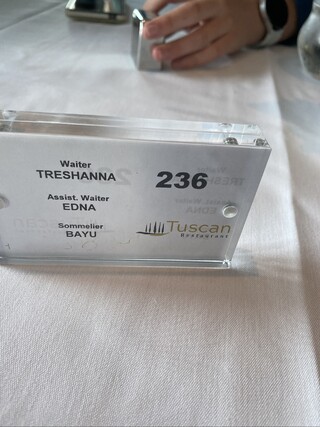 Waiter
TRESHANNA
236
Assist. Waiter
EDNA
Sommelier
BAYU
Tuscan
Restaurant